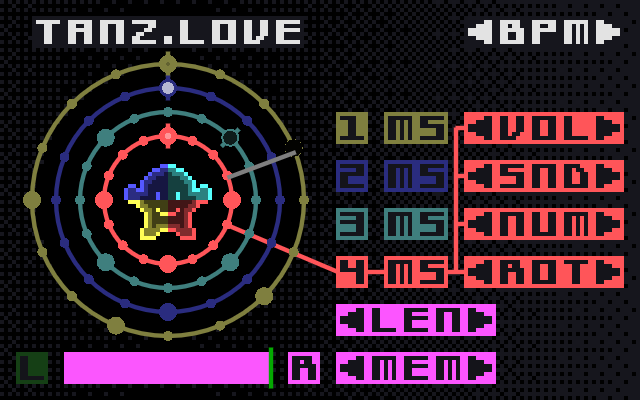 TANZ.LOVE BPM
1 MS VOL
2 MS SND
3 MS NUM
4 MS ROT
LEN
L R MEM